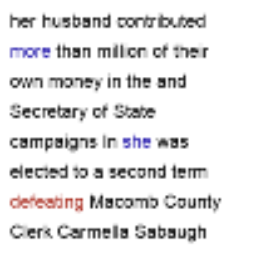 her husband contributed
more than million of their
own money in the and
Secretary of State
campaigns In she was
elected to a second term
defeating Macomb County
Clerk Carmella Sabaugh